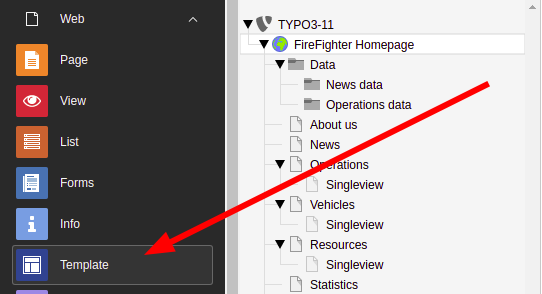 Web
Page
View
List
Forms
Info
Template
TYPO3-11
FireFighter Homepage
Data
News data
Operations data
About us
News
Operations
Singleview
Vehicles
Singleview
Resources
Singleview
Statistics